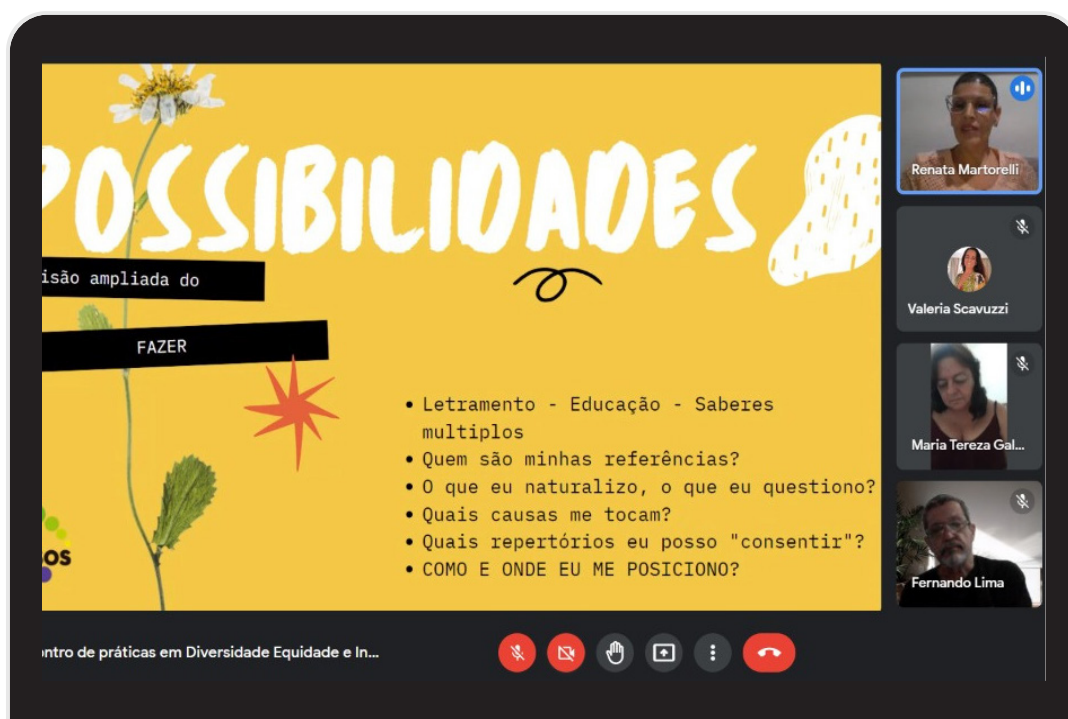 POSSIBILIDADES
isão ampliada do
FAZER
• Letramento - Educação - Saberes
multiplos
• Quem são minhas referências?
• O que eu naturalizo, o que eu questiono?
• Quais causas me tocam?
• Quais repertórios eu posso "consentir"?
• COMO E ONDE EU ME POSICIONO?
os
Renata Martorelli
Valeria Scavuzzi
Maria Tereza Gal...
Fernando Lima
ontro de práticas em Diversidade Equidade e In...